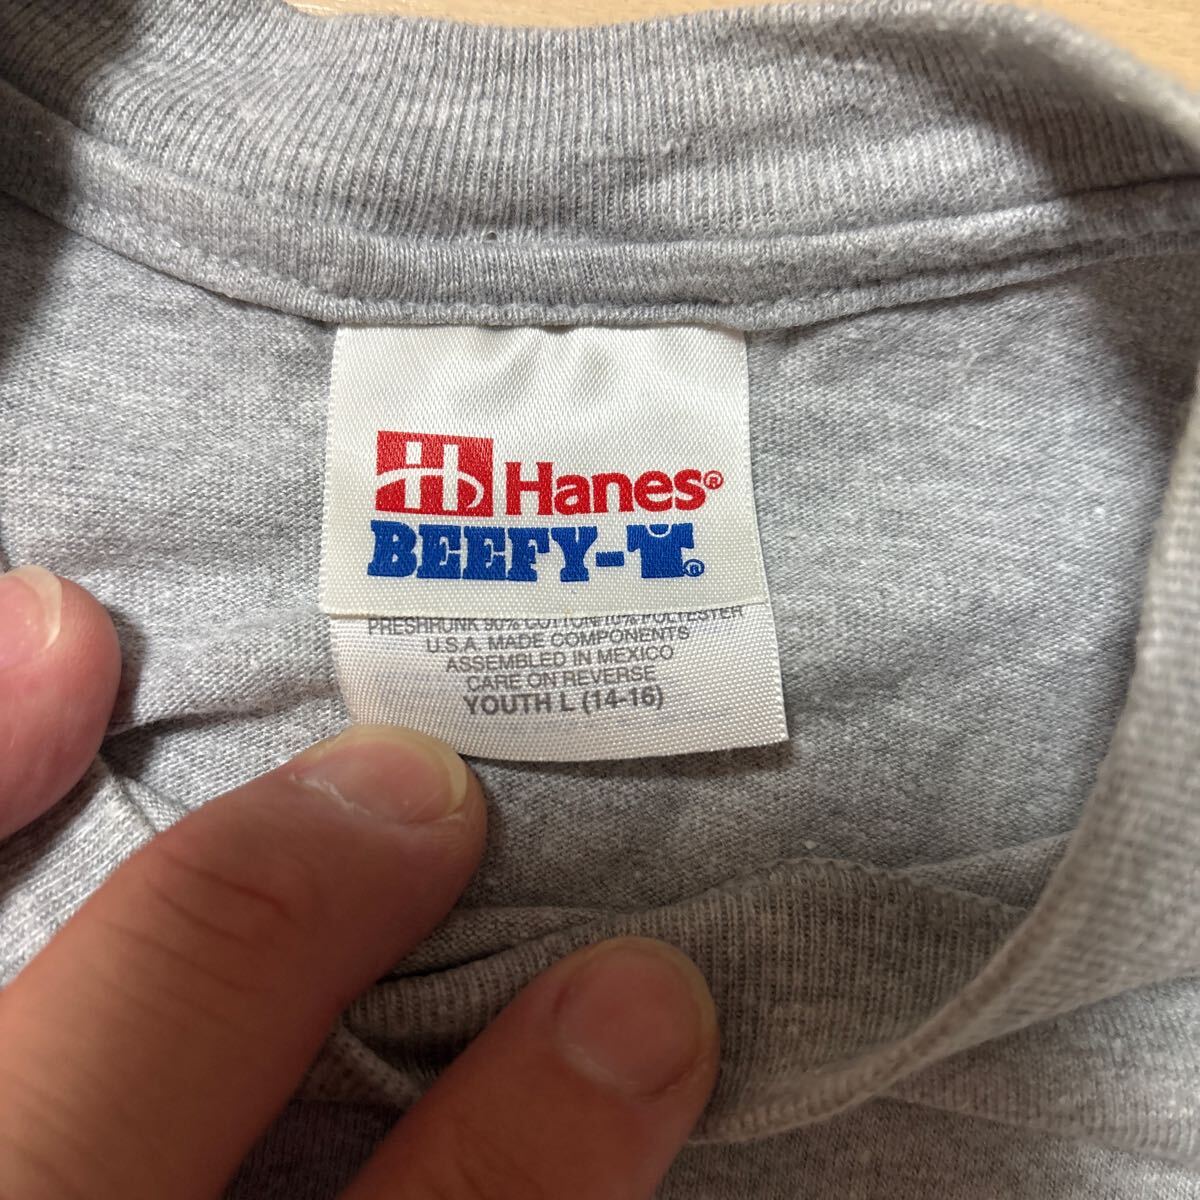 H Hanes®
BEEFY-T®
PRESHRUNK 90% COTTON 10% POLYESTER
U.S.A. MADE COMPONENTS
ASSEMBLED IN MEXICO
CARE ON REVERSE
YOUTH L (14-16)